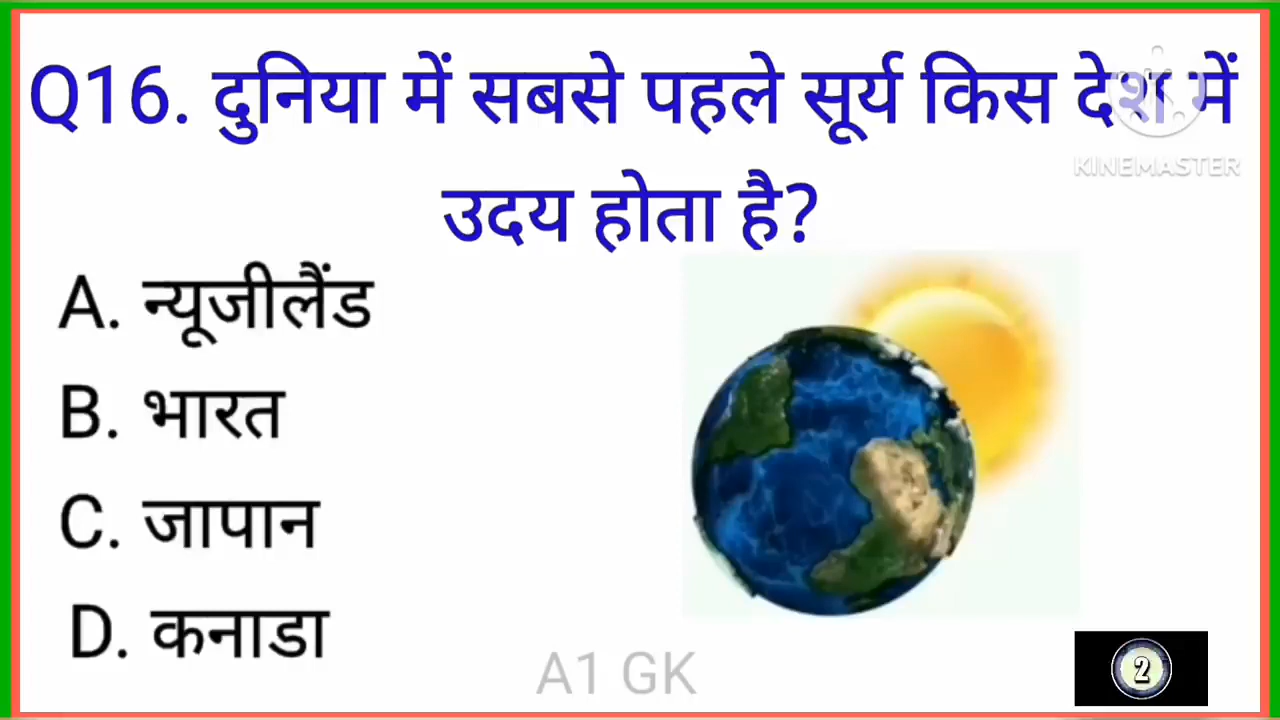 Q16. दुनिया में सबसे पहले सूर्य किस देश में
उदय होता है?
A. न्यूजीलैंड
B. भारत
C. जापान
D. कनाडा
KINEMASTER
A1 GK
2